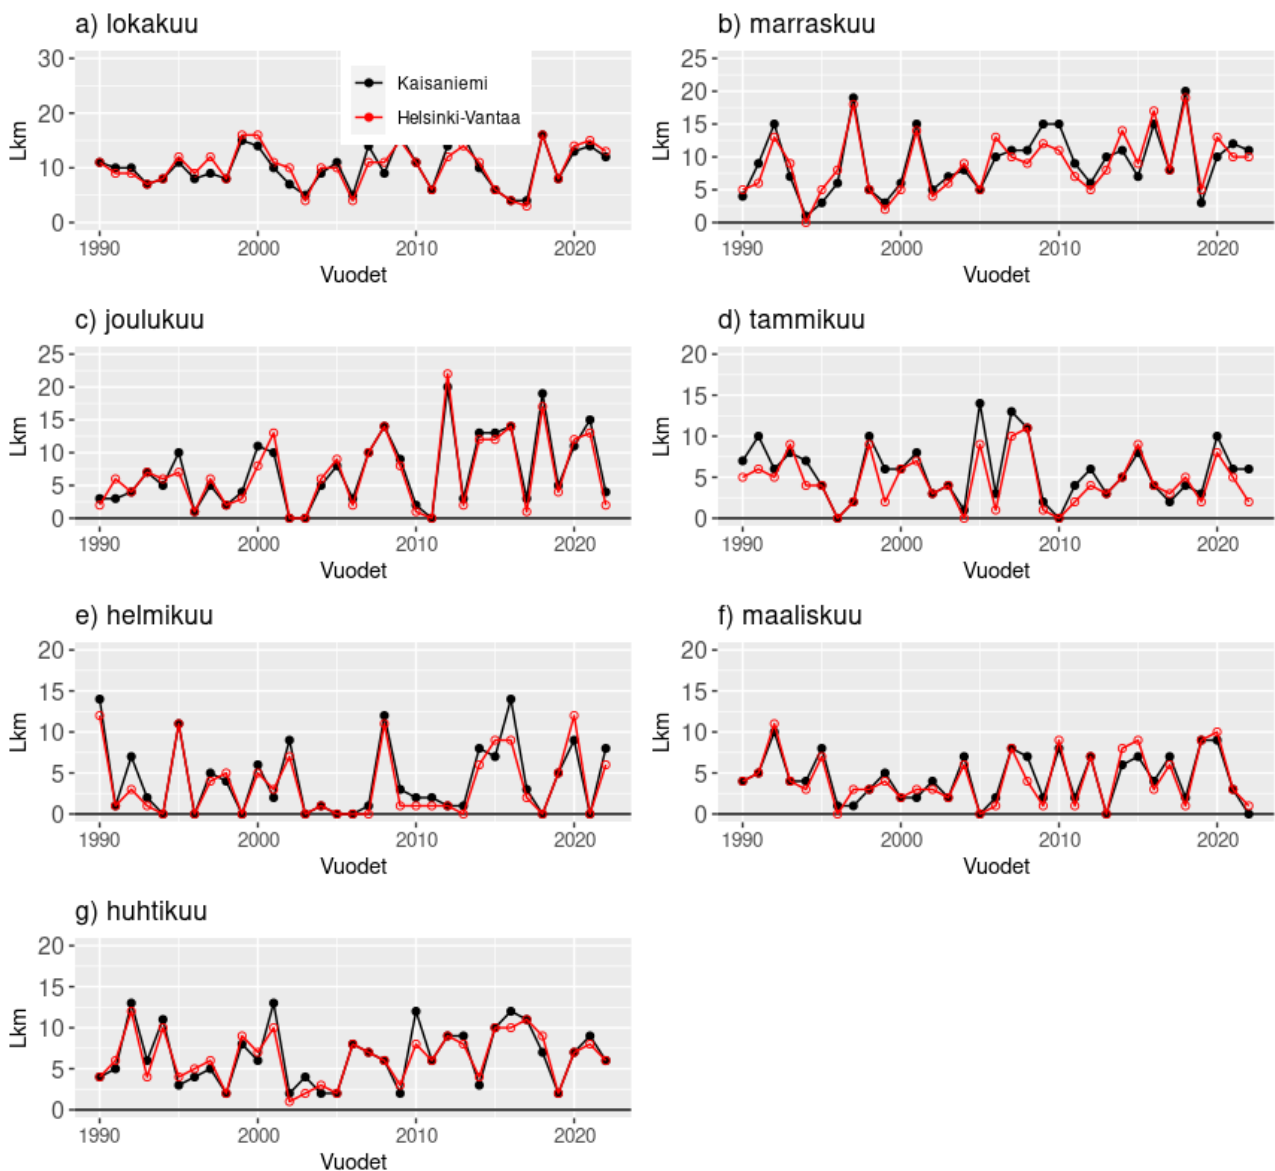 a) lokakuu
30
20
10
0
Lkm
Kaisaniemi
Helsinki-Vantaa
1990 2000 2010 2020
Vuodet
b) marraskuu
25
20
15
10
5
0
Lkm
1990 2000 2010 2020
Vuodet
c) joulukuu
25
20
15
10
5
0
Lkm
1990 2000 2010 2020
Vuodet
d) tammikuu
20
15
10
5
0
Lkm
1990 2000 2010 2020
Vuodet
e) helmikuu
20
15
10
5
0
Lkm
1990 2000 2010 2020
Vuodet
f) maaliskuu
20
15
10
5
0
Lkm
1990 2000 2010 2020
Vuodet
g) huhtikuu
20
15
10
5
0
Lkm
1990 2000 2010 2020
Vuodet